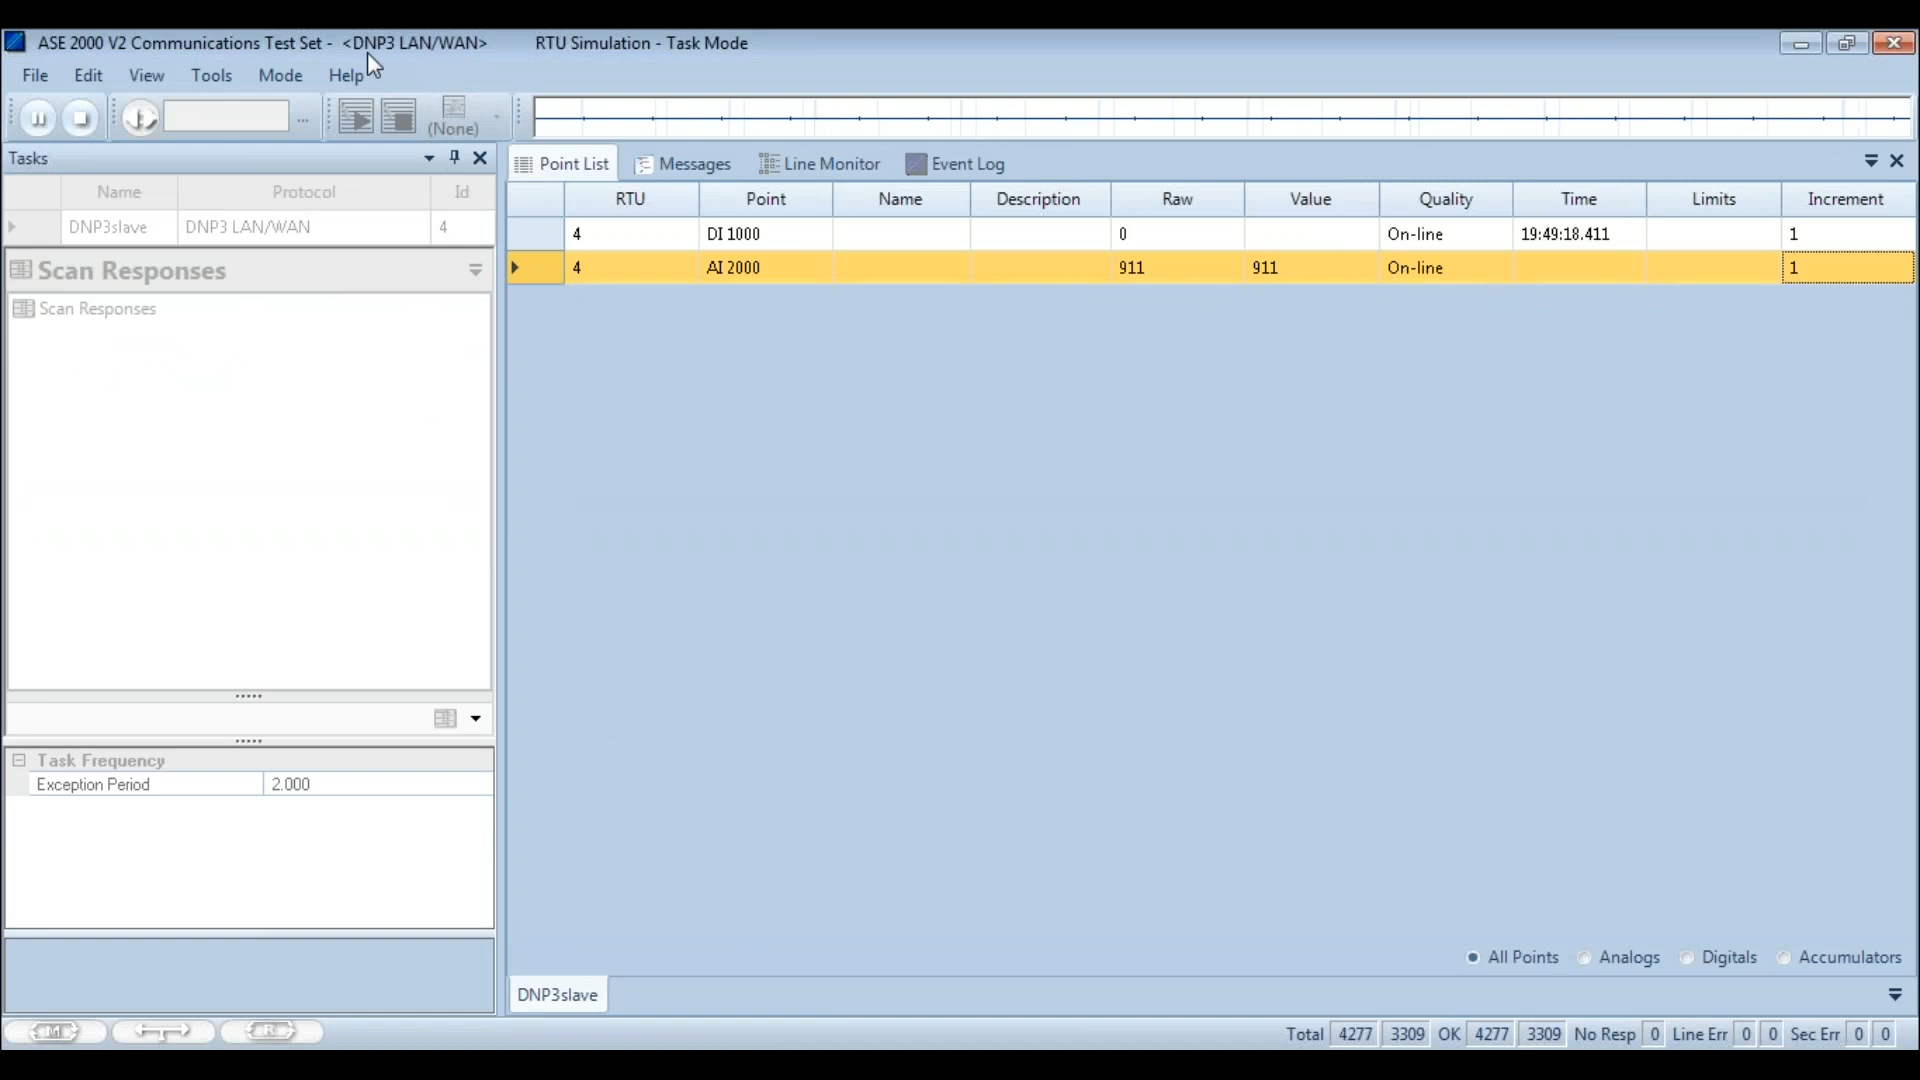 ASE 2000 V2 Communications Test Set - <DNP3 LAN/WAN> RTU Simulation - Task Mode
File Edit View Tools Mode Help
... (None)
Tasks
Point List Messages Line Monitor Event Log
Name Protocol Id
DNP3slave DNP3 LAN/WAN 4
RTU Point Name Description Raw Value Quality Time Limits Increment
4 DI 1000 0 On-line 19:49:18.411 1
4 AI 2000 911 911 On-line 1
Scan Responses
Scan Responses
Task Frequency
Exception Period 2.000
All Points Analogs Digitals Accumulators
DNP3slave
M R
Total 4277 3309 OK 4277 3309 No Resp 0 Line Err 0 0 Sec Err 0 0